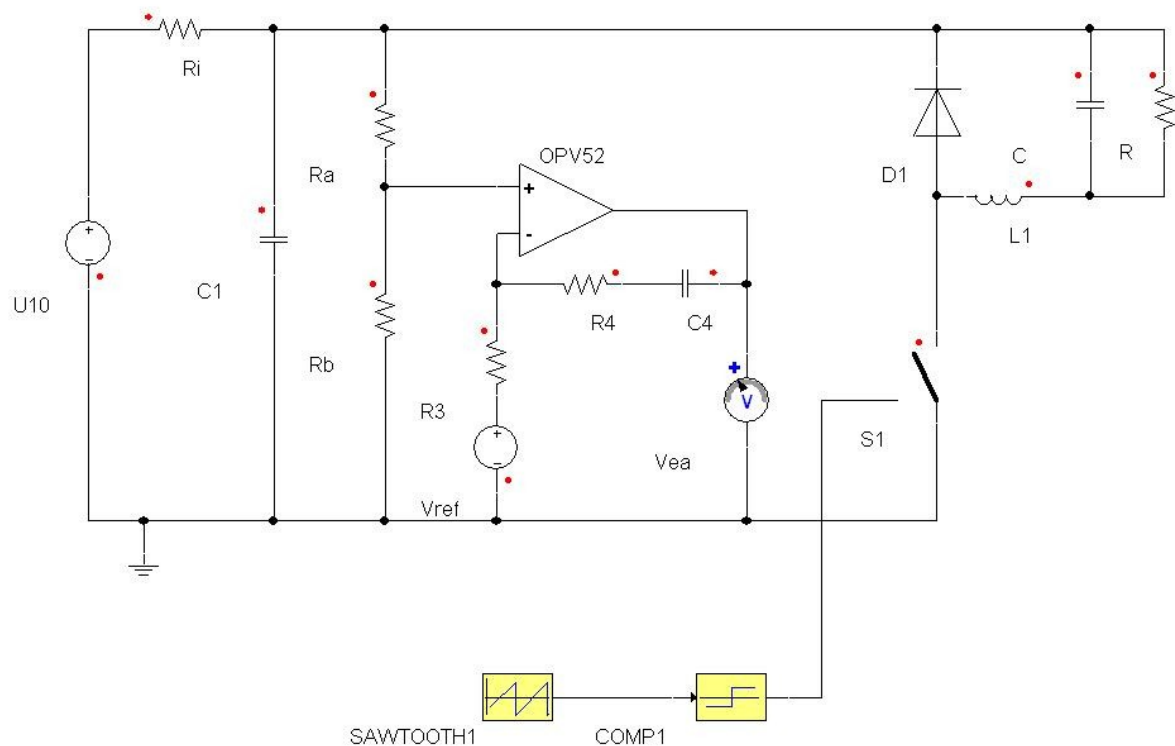 Ri
OPV52
Ra
D1
C
R
L1
U10
C1
Rb
R4
C4
R3
V
S1
Vea
Vref
SAWTOOTH1
COMP1